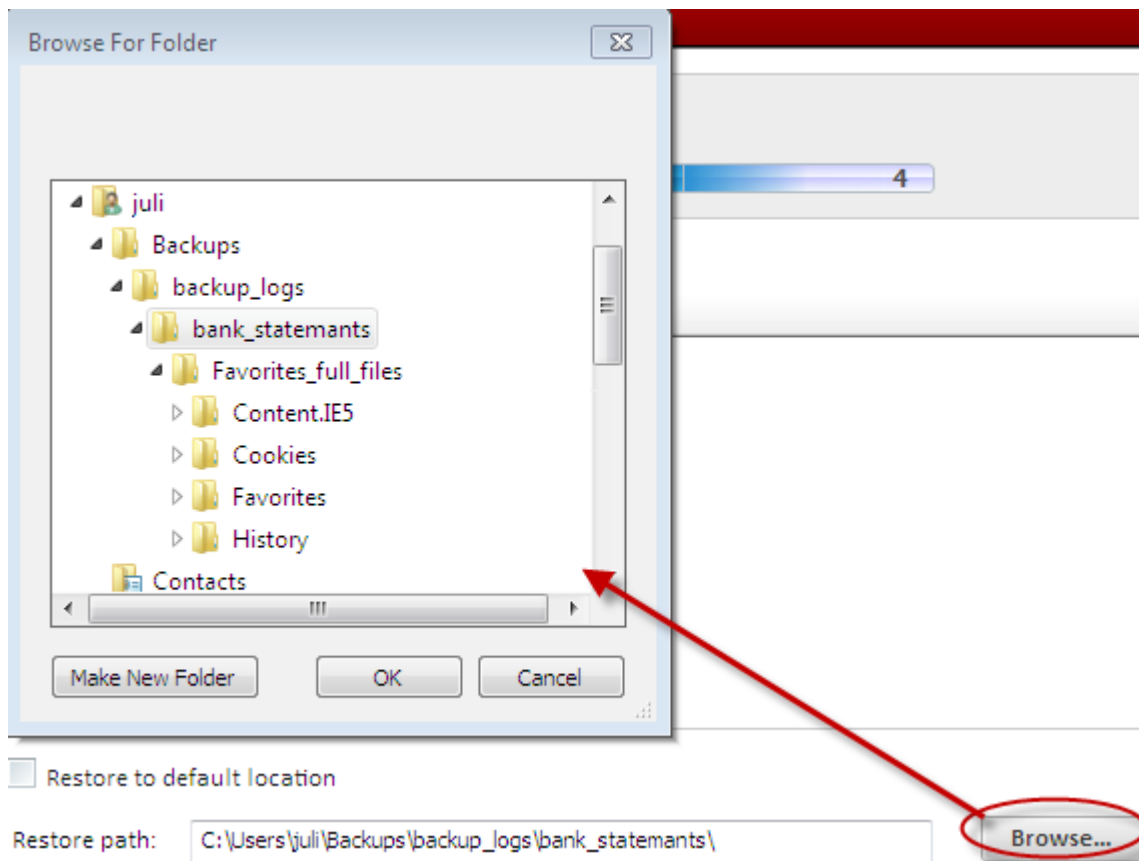 Browse For Folder
4
juli
Backups
backup_logs
bank_statemants
Favorites_full_files
Content.IE5
Cookies
Favorites
History
Contacts
Make New Folder OK Cancel
Restore to default location
Restore path: C:\Users\juli\Backups\backup_logs\bank_statemants\ Browse...